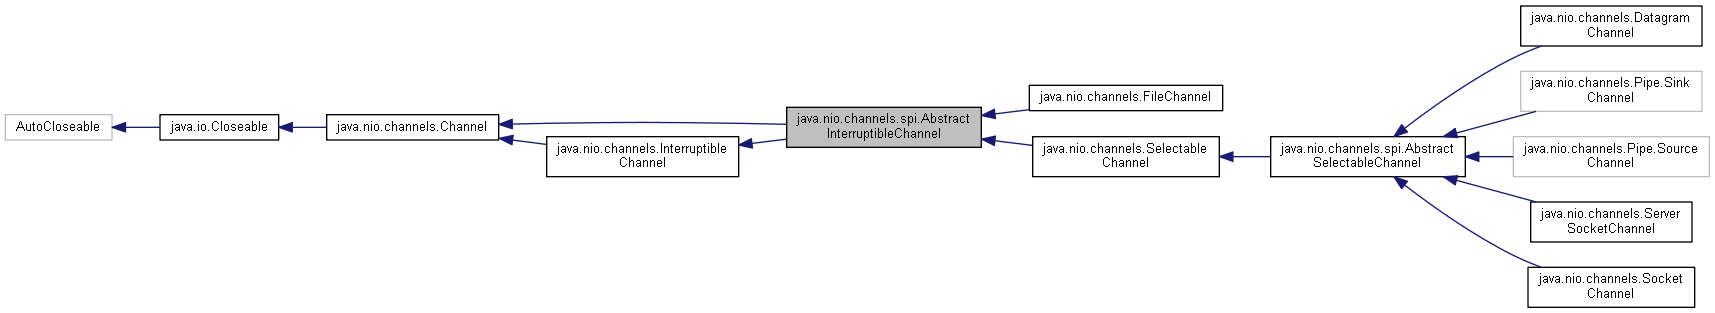 AutoCloseable
java.io.Closeable
java.nio.channels.Channel
java.nio.channels.Interruptible
Channel
java.nio.channels.spi.Abstract
InterruptibleChannel
java.nio.channels.FileChannel
java.nio.channels.Selectable
Channel
java.nio.channels.spi.Abstract
SelectableChannel
java.nio.channels.Datagram
Channel
java.nio.channels.Pipe.Sink
Channel
java.nio.channels.Pipe.Source
Channel
java.nio.channels.Server
SocketChannel
java.nio.channels.Socket
Channel